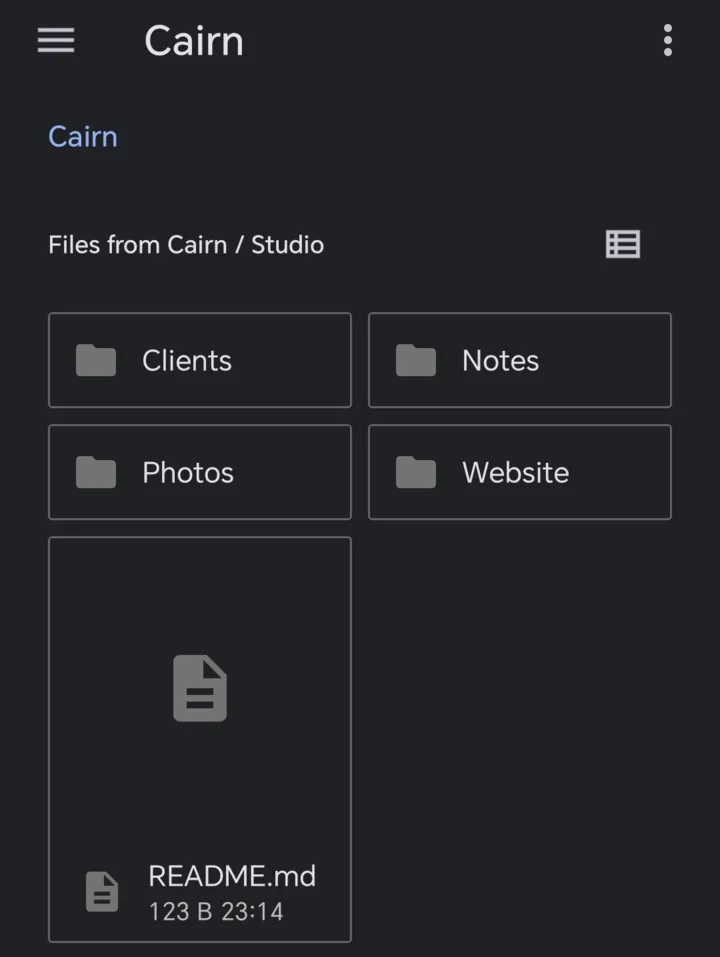 Cairn
Cairn
Files from Cairn / Studio
Clients
Notes
Photos
Website
README.md
123 B 23:14